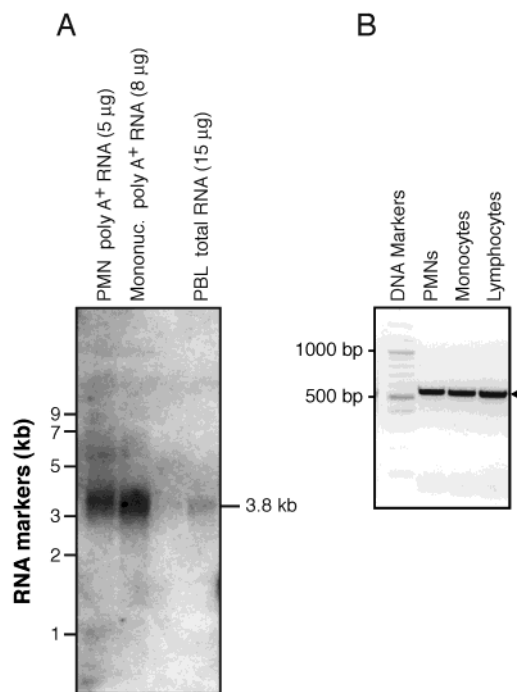 A
PMN poly A+ RNA (5 µg)
Mononuc. poly A+ RNA (8 µg)
PBL total RNA (15 µg)
RNA markers (kb)
9
7
5
3
2
1
3.8 kb
B
DNA Markers
PMNs
Monocytes
Lymphocytes
1000 bp
500 bp